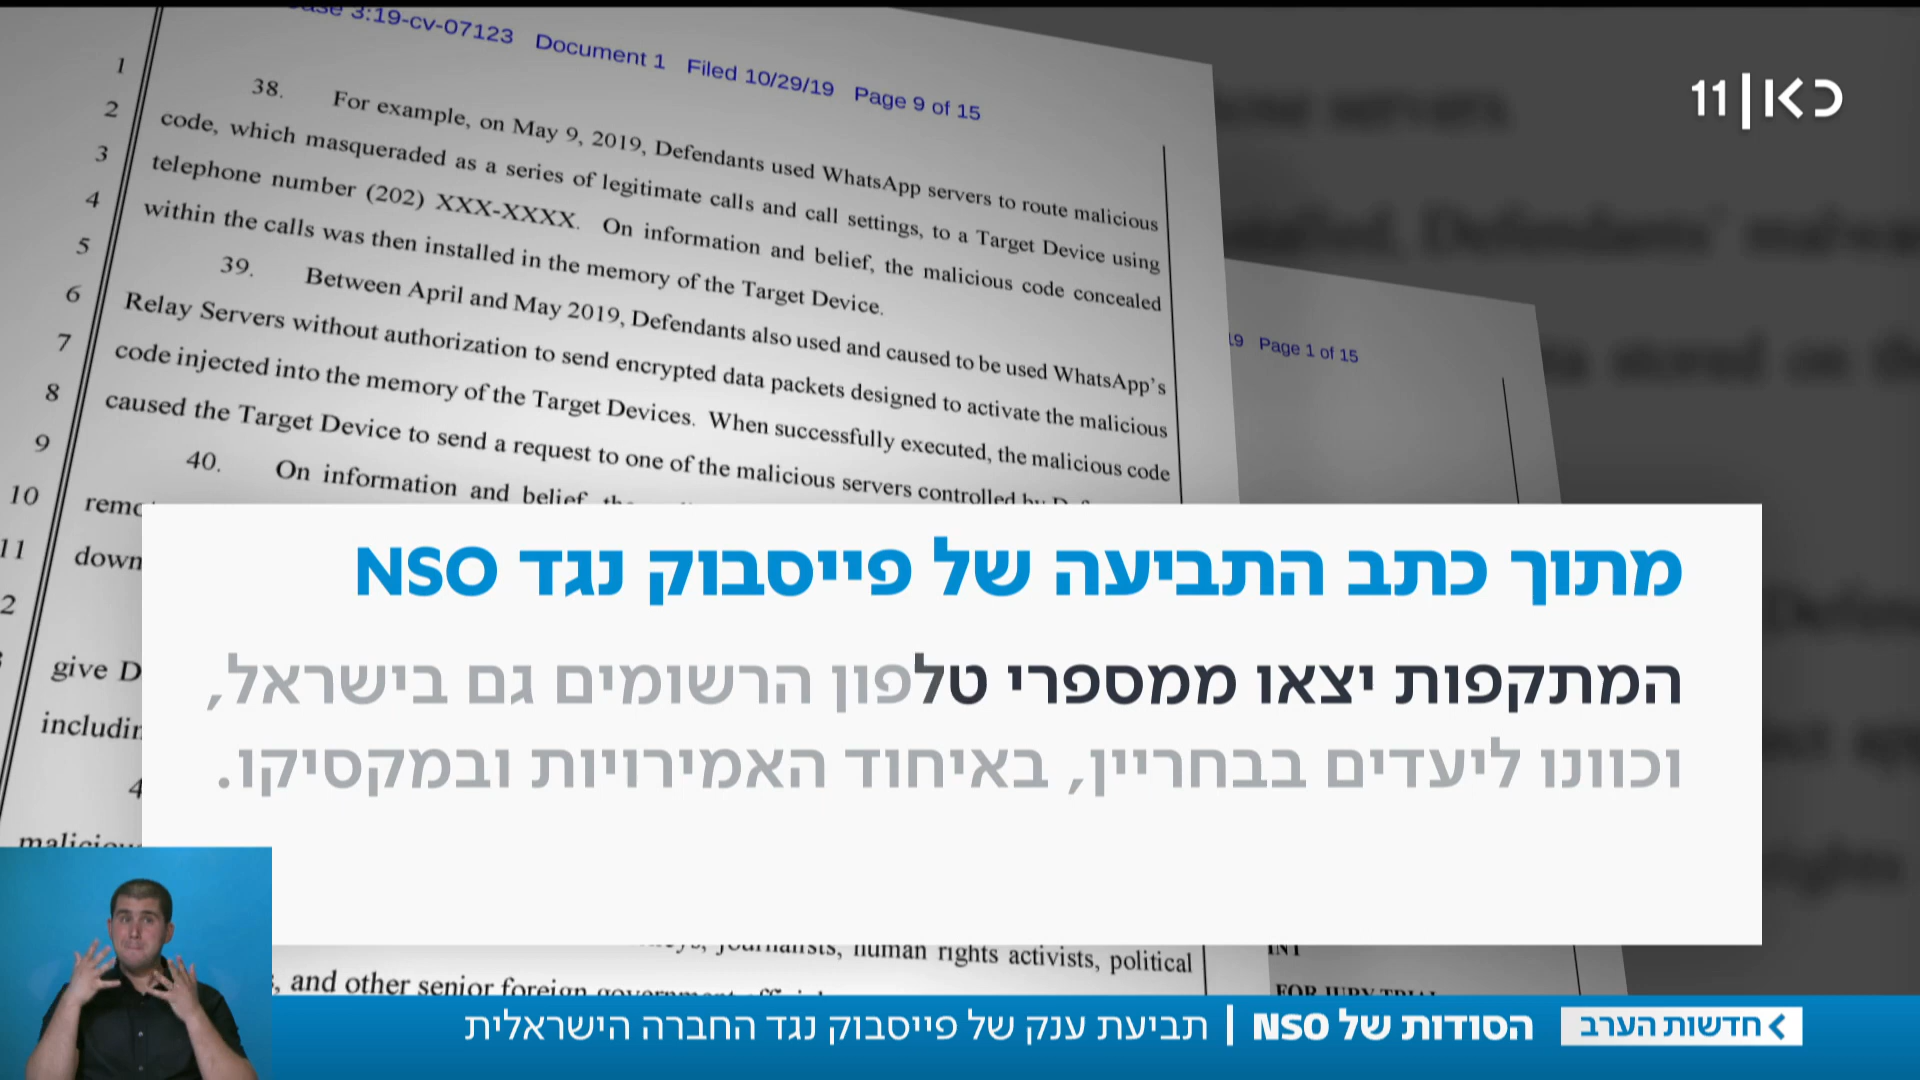 3:19-cv-07123 Document 1 Filed 10/29/19 Page 9 of 15
1
38. For example, on May 9, 2019, Defendants used WhatsApp servers to route malicious
2
code, which masqueraded as a series of legitimate calls and call settings, to a Target Device using
3
telephone number (202) XXX-XXXX. On information and belief, the malicious code concealed
4
within the calls was then installed in the memory of the Target Device.
5
39. Between April and May 2019, Defendants also used and caused to be used WhatsApp's
6
Relay Servers without authorization to send encrypted data packets designed to activate the malicious
7
code injected into the memory of the Target Devices. When successfully executed, the malicious code
8
caused the Target Device to send a request to one of the malicious servers controlled by
9
40. On information and belief,
10
11
2
give D
malicious
journalists, human rights activists, political
and other senior foreign government
Page 1 of 15
FOR JURY TRIAL
Defendants' malware
stored on the
servers.
כאן 11
מתוך כתב התביעה של פייסבוק נגד NSO
המתקפות יצאו ממספרי טלפון הרשומים גם בישראל,
וכוונו ליעדים בבחריין, באיחוד האמירויות ובמקסיקו.
חדשות הערב
הסודות של NSO | תביעת ענק של פייסבוק נגד החברה הישראלית